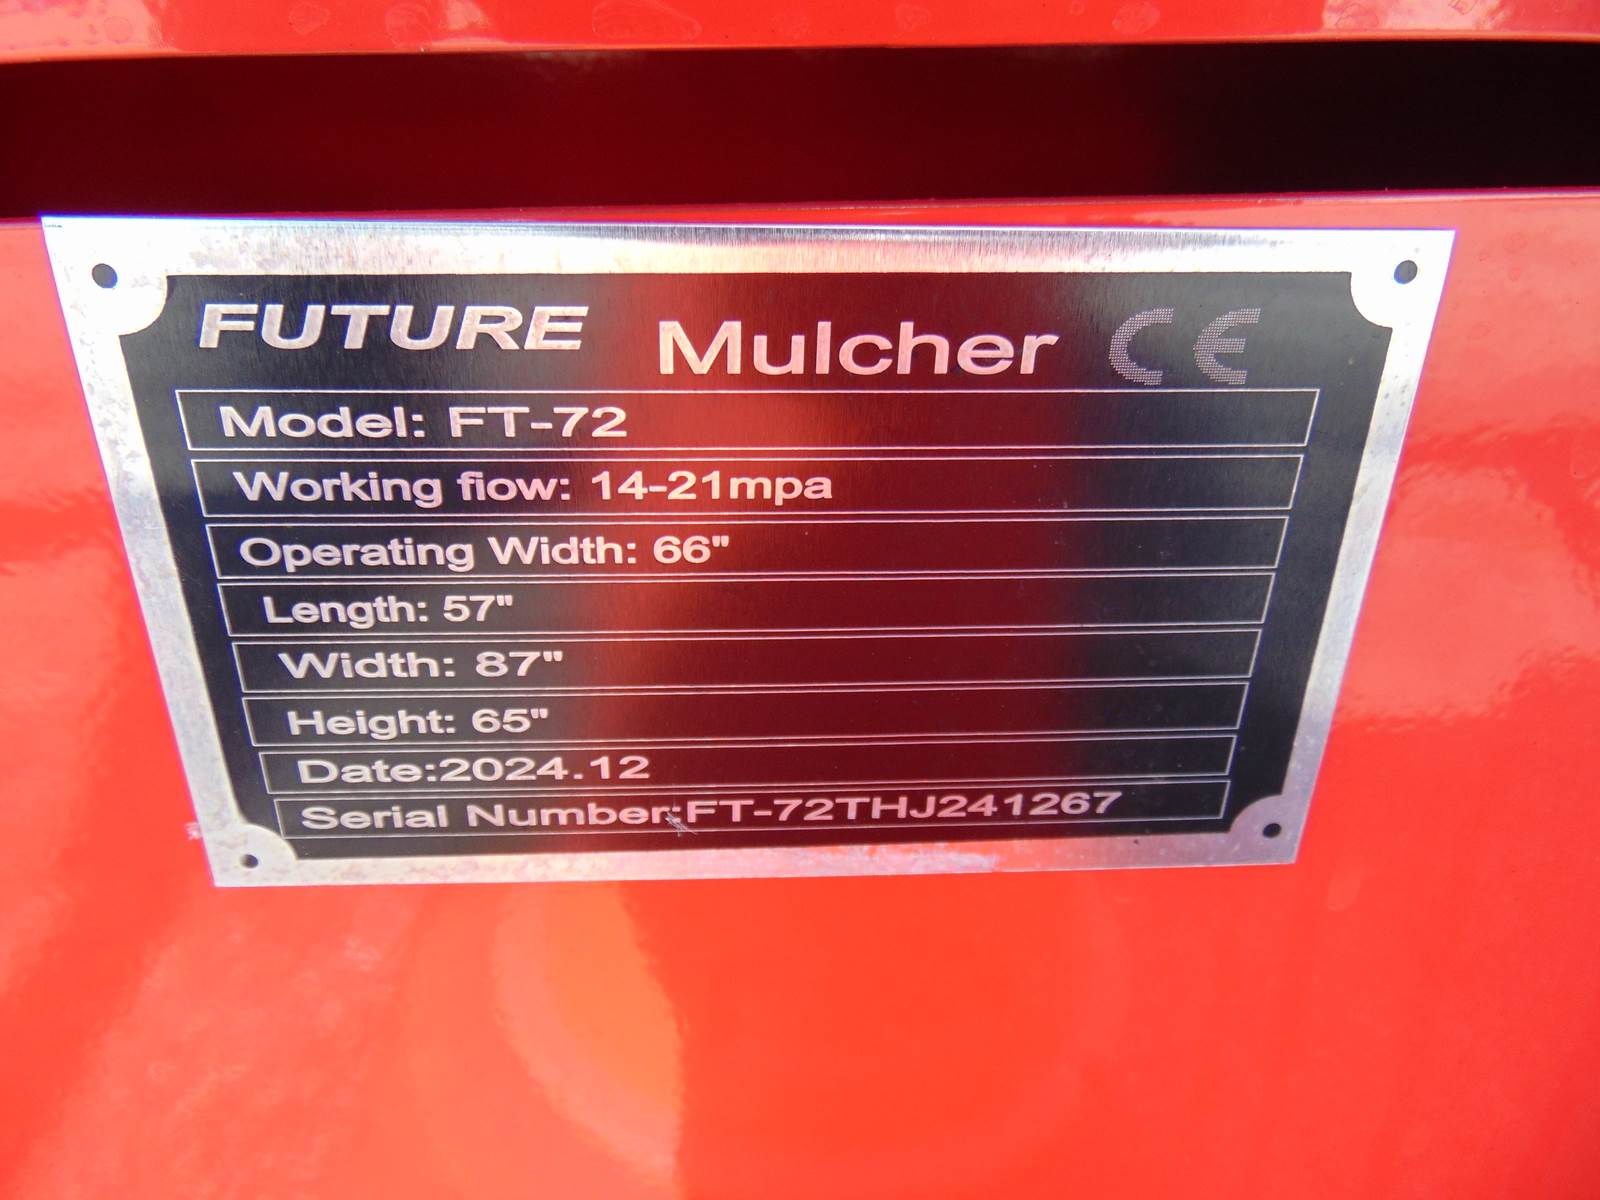 FUTURE Mulcher CE
Model: FT-72
Working fiow: 14-21mpa
Operating Width: 66"
Length: 57"
Width: 87"
Height: 65"
Date:2024.12
Serial Number:FT-72THJ241267